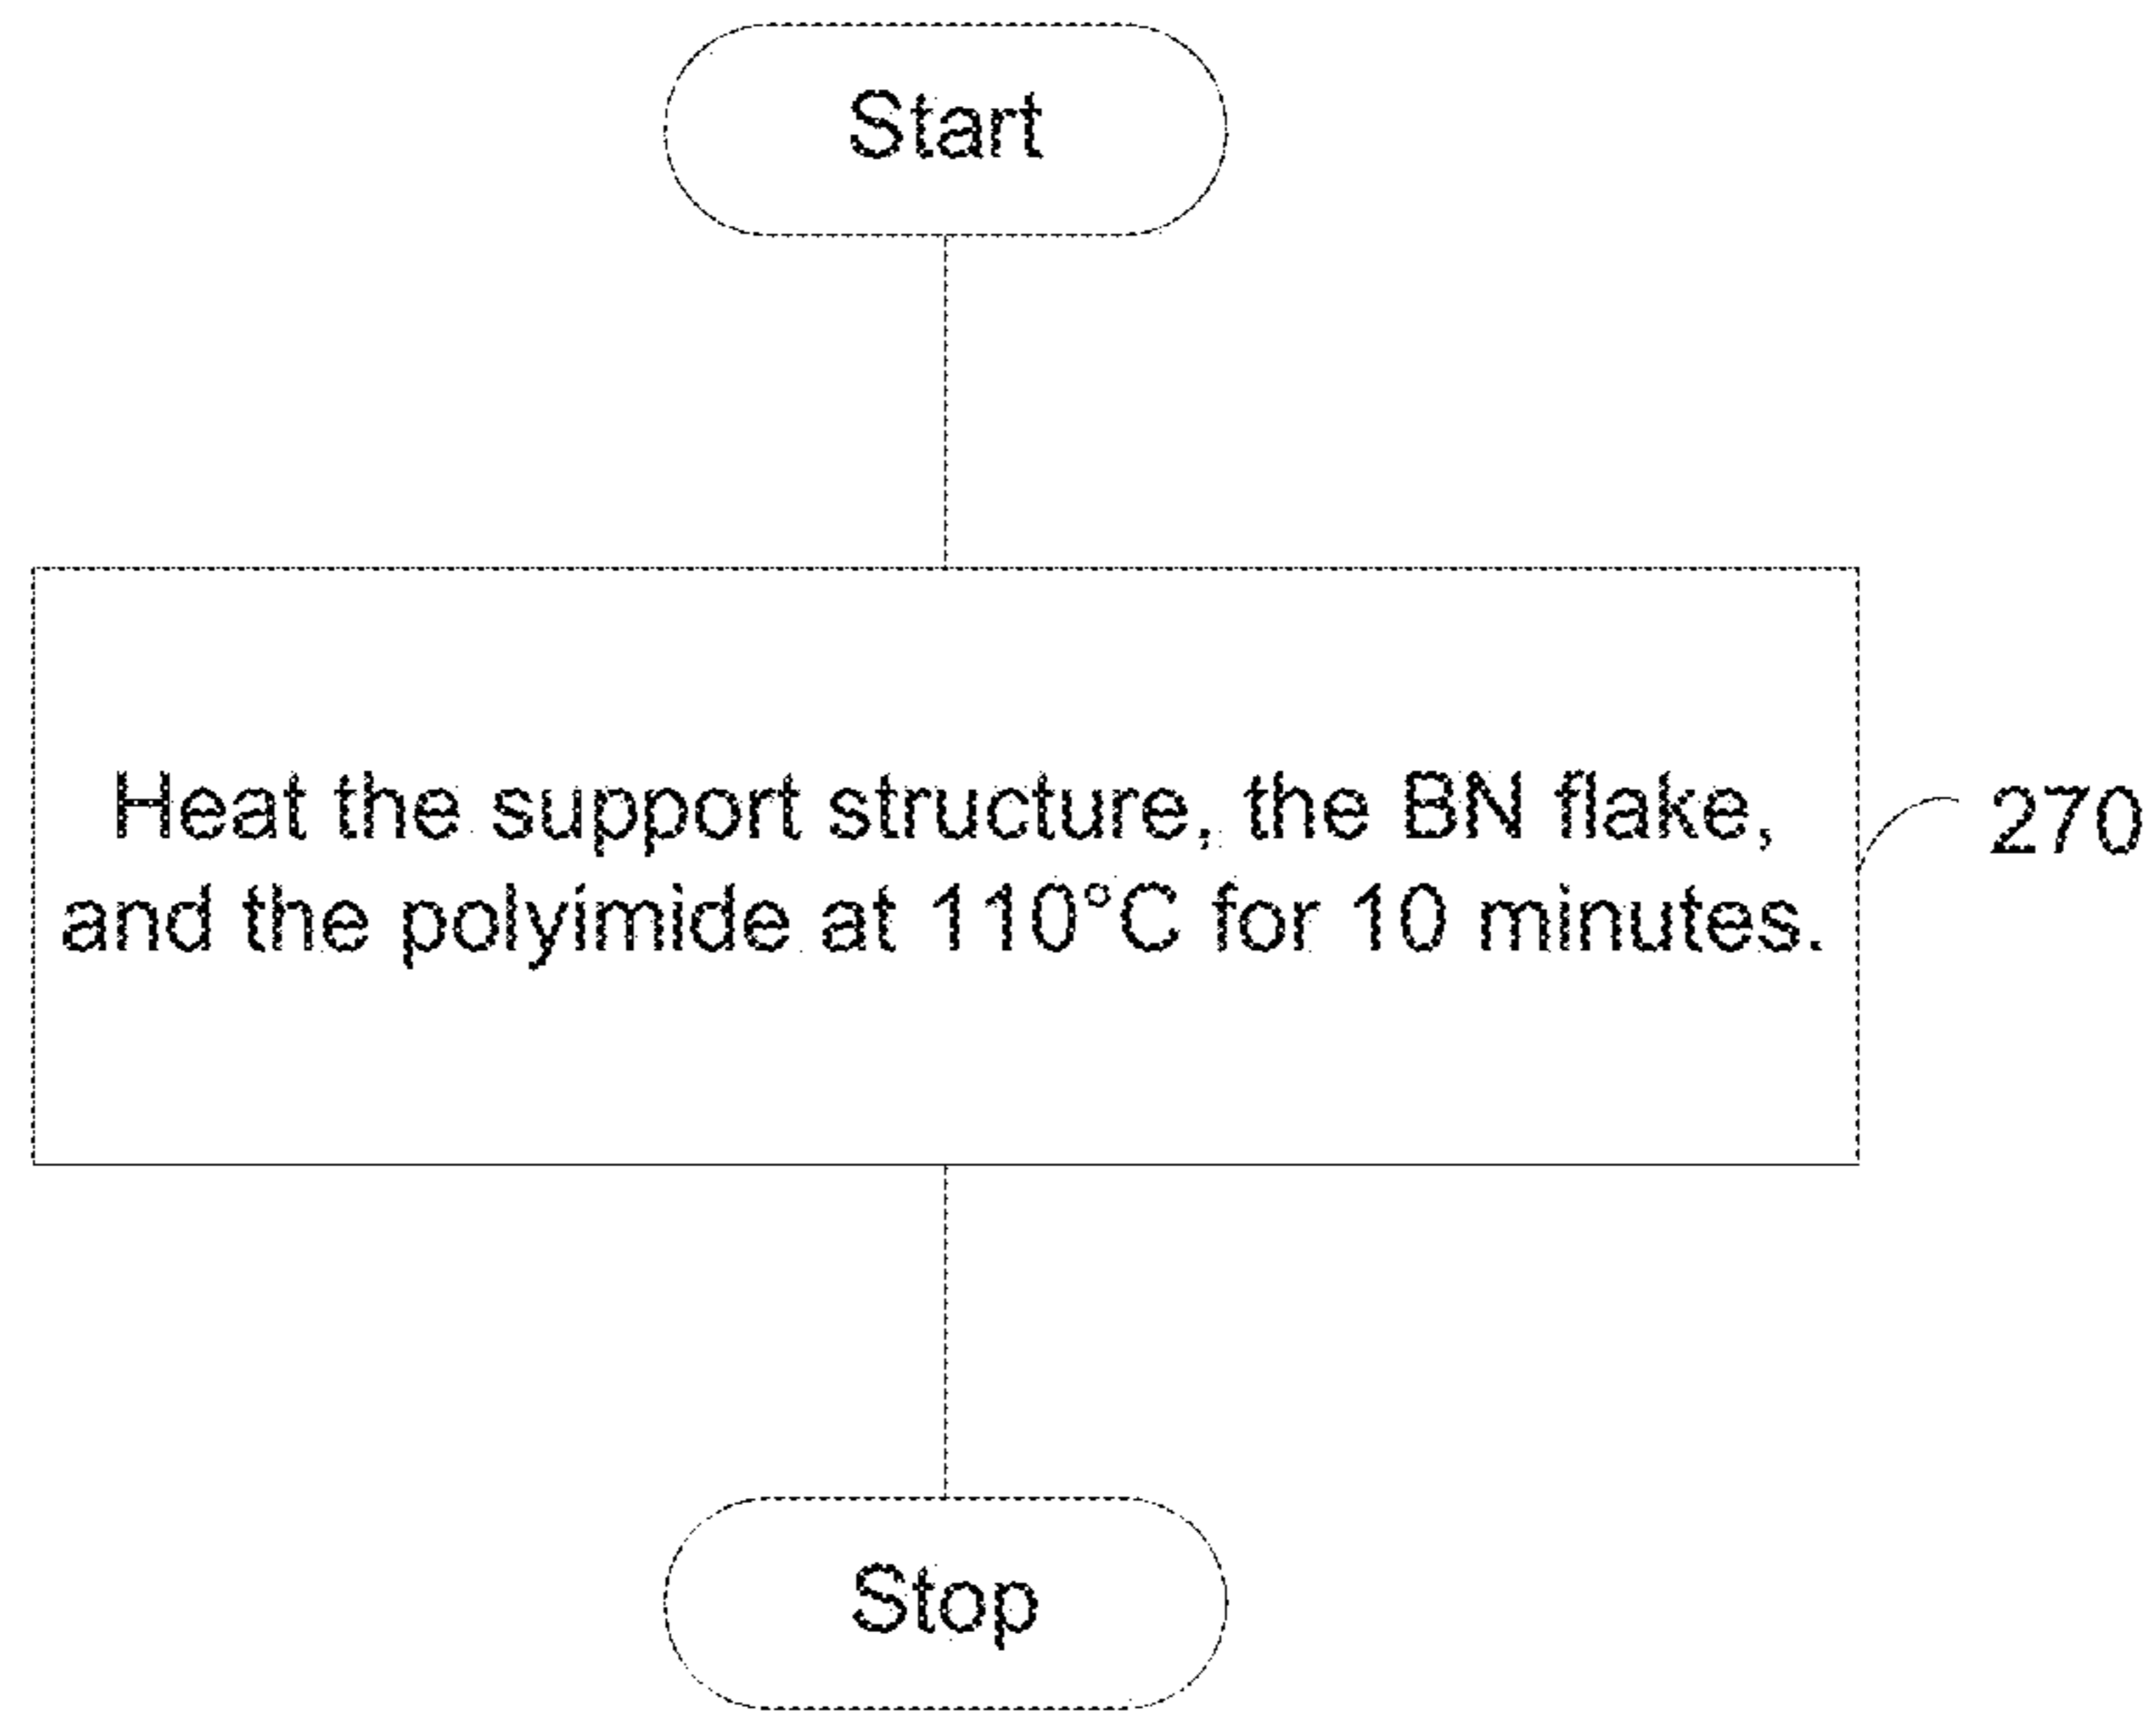 Start
Heat the support structure, the BN flake,
and the polyimide at 110°C for 10 minutes.
270
Stop